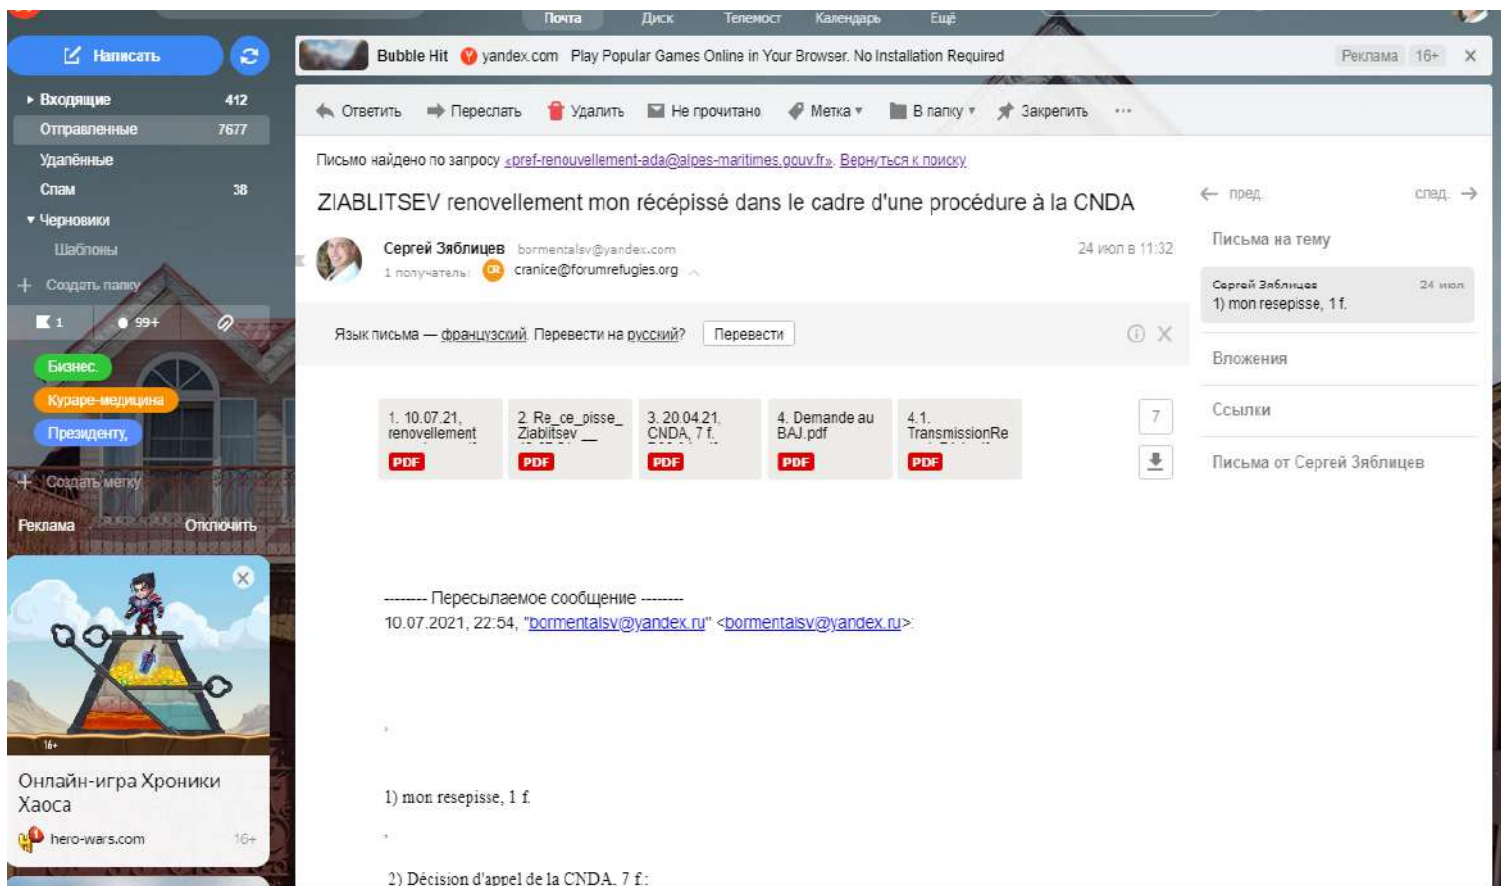 Почта Диск Телемост Календарь Ещё
Написать
Bubble Hit yandex.com Play Popular Games Online in Your Browser. No Installation Required Реклама 16+
Входящие 412
Отправленные 7677
Удалённые
Спам 38
Черновики
Шаблоны
Создать папку
1 99+
Бизнес.
Кураре-медицина
Президенту,
Создать метку
Реклама Отключить
16+
Онлайн-игра Хроники
Хаоса
hero-wars.com 16+
Ответить Переслать Удалить Не прочитано Метка В папку Закрепить ...
Письмо найдено по запросу «pref-renouvellement-ada@alpes-maritimes.gouv.fr». Вернуться к поиску
ZIABLITSEV renovellement mon récépissé dans le cadre d'une procédure à la CNDA
Сергей Зяблицев bormentalsv@yandex.com 24 июл в 11:32
1 получатель: CR cranice@forumrefugies.org
Язык письма — французский. Перевести на русский? Перевести
1. 10.07.21,
renovellement
PDF
2. Re_ce_pisse_
Ziablitsev __
PDF
3. 20.04.21,
CNDA, 7 f.
PDF
4. Demande au
BAJ.pdf
PDF
4.1.
TransmissionRe
PDF
7
-------- Пересылаемое сообщение --------
10.07.2021, 22:54, "bormentalsv@yandex.ru" <bormentalsv@yandex.ru>:
,
1) mon resepisse, 1 f.
,
2) Décision d'appel de la CNDA, 7 f.;
пред. след.
Письма на тему
Сергей Зяблицев 24 июл
1) mon resepisse, 1 f.
Вложения
Ссылки
Письма от Сергей Зяблицев